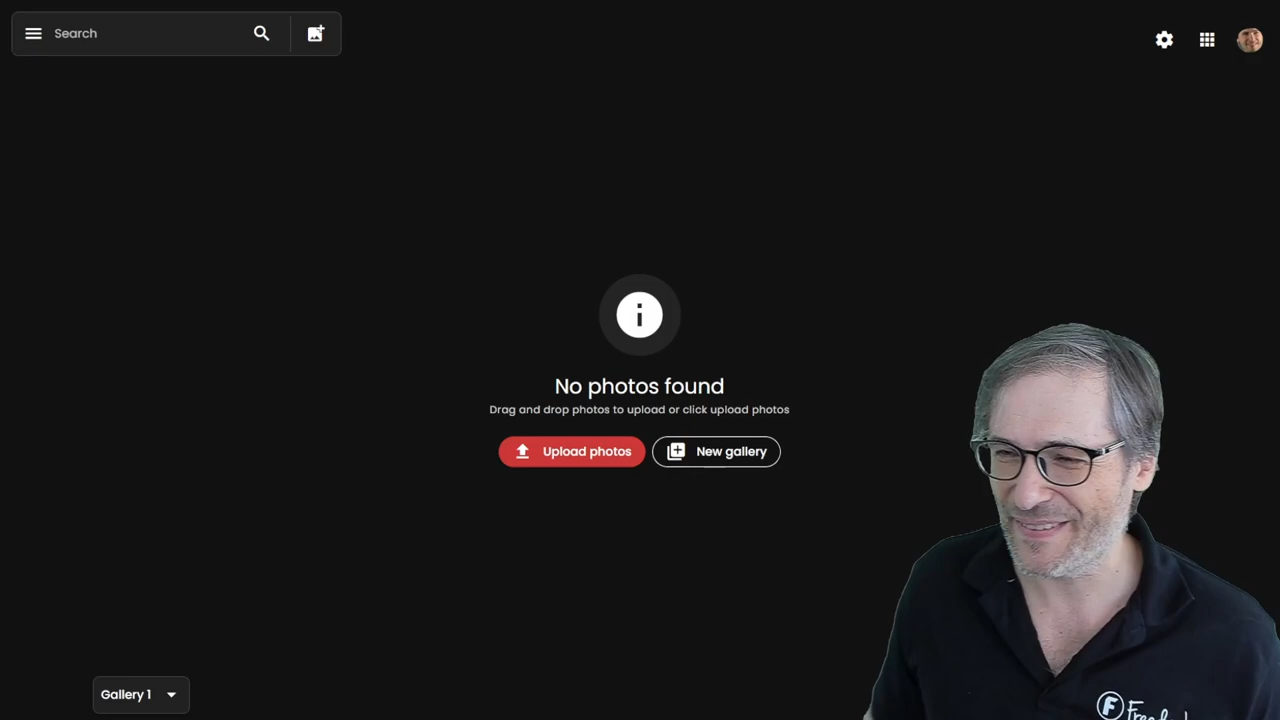 Search
No photos found
Drag and drop photos to upload or click upload photos
Upload photos
New gallery
Gallery 1
F